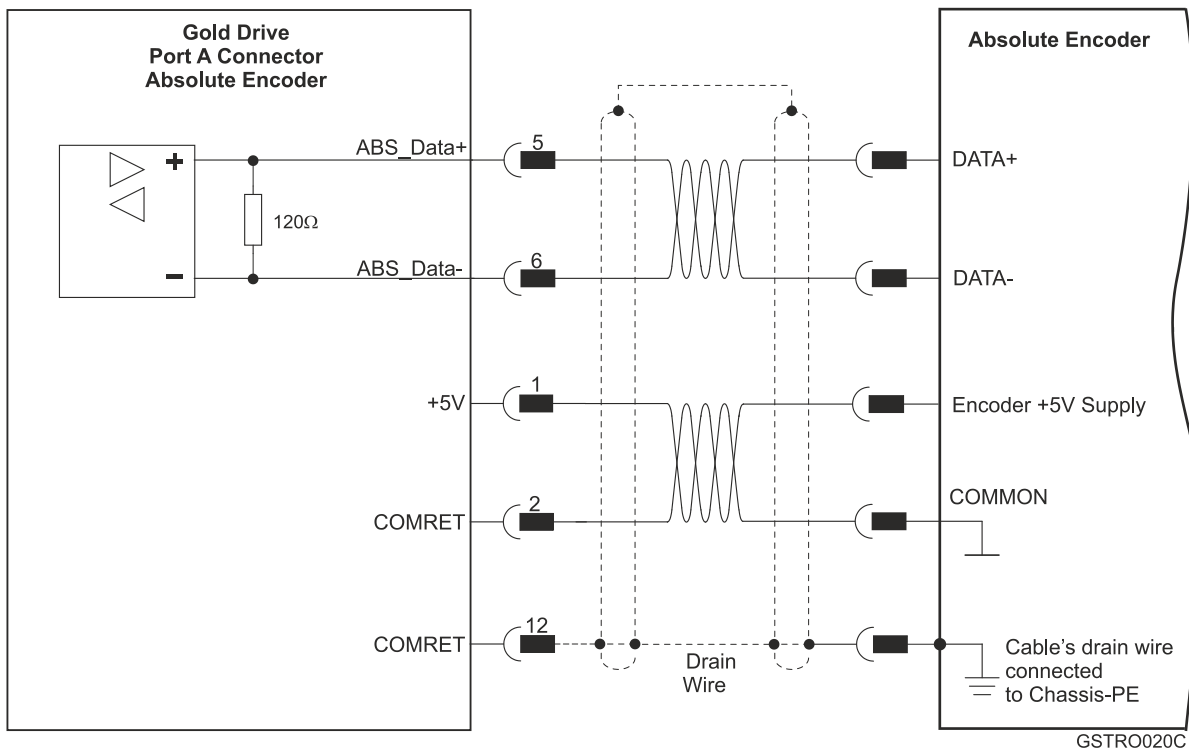 Gold Drive
Port A Connector
Absolute Encoder
Absolute Encoder
+
-
120Ω
ABS_Data+
5
DATA+
ABS_Data-
6
DATA-
+5V
1
Encoder +5V Supply
COMRET
2
COMMON
COMRET
12
Drain
Wire
Cable's drain wire
connected
to Chassis-PE
GSTRO020C